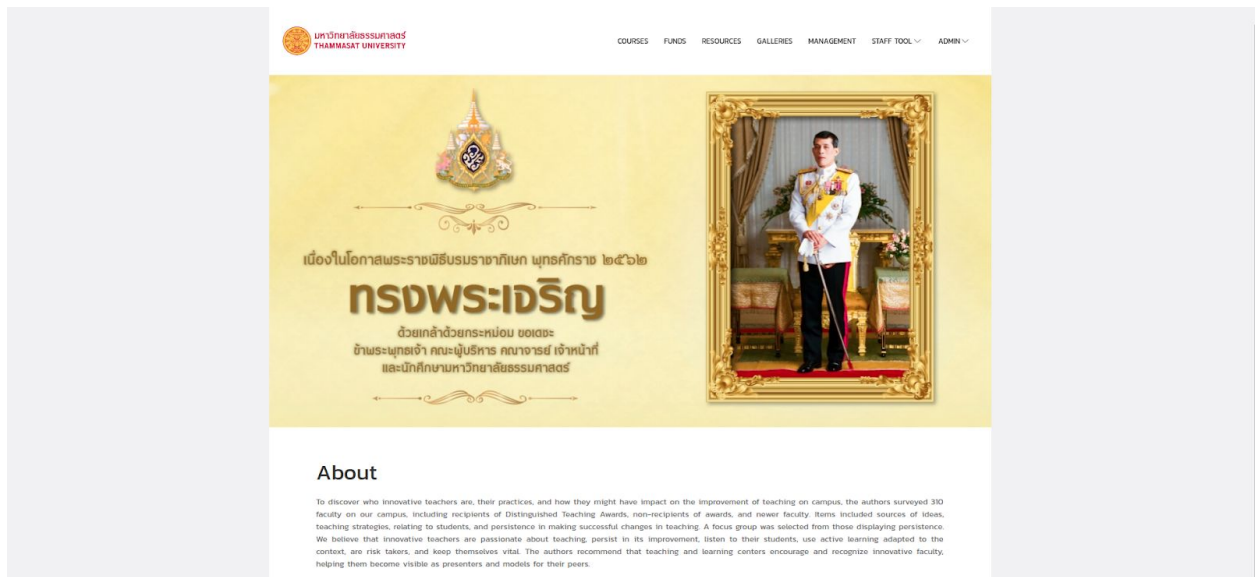 มหาวิทยาลัยธรรมศาสตร์
THAMMASAT UNIVERSITY
COURSES FUNDS RESOURCES GALLERIES MANAGEMENT STAFF TOOL ADMIN
เนื่องในโอกาสพระราชพิธีบรมราชาภิเษก พุทธศักราช ๒๕๖๒
ทรงพระเจริญ
ด้วยเกล้าด้วยกระหม่อม ขอเดชะ
ข้าพระพุทธเจ้า คณะผู้บริหาร คณาจารย์ เจ้าหน้าที่
และนักศึกษามหาวิทยาลัยธรรมศาสตร์
About
To discover who innovative teachers are, their practices, and how they might have impact on the improvement of teaching on campus, the authors surveyed 310
faculty on our campus, including recipients of Distinguished Teaching Awards, non-recipients of awards, and newer faculty. Items included sources of ideas,
teaching strategies, relating to students, and persistence in making successful changes in teaching. A focus group was selected from those displaying persistence.
We believe that innovative teachers are passionate about teaching, persist in its improvement, listen to their students, use active learning adapted to the
context, are risk takers, and keep themselves vital. The authors recommend that teaching and learning centers encourage and recognize innovative faculty,
helping them become visible as presenters and models for their peers.